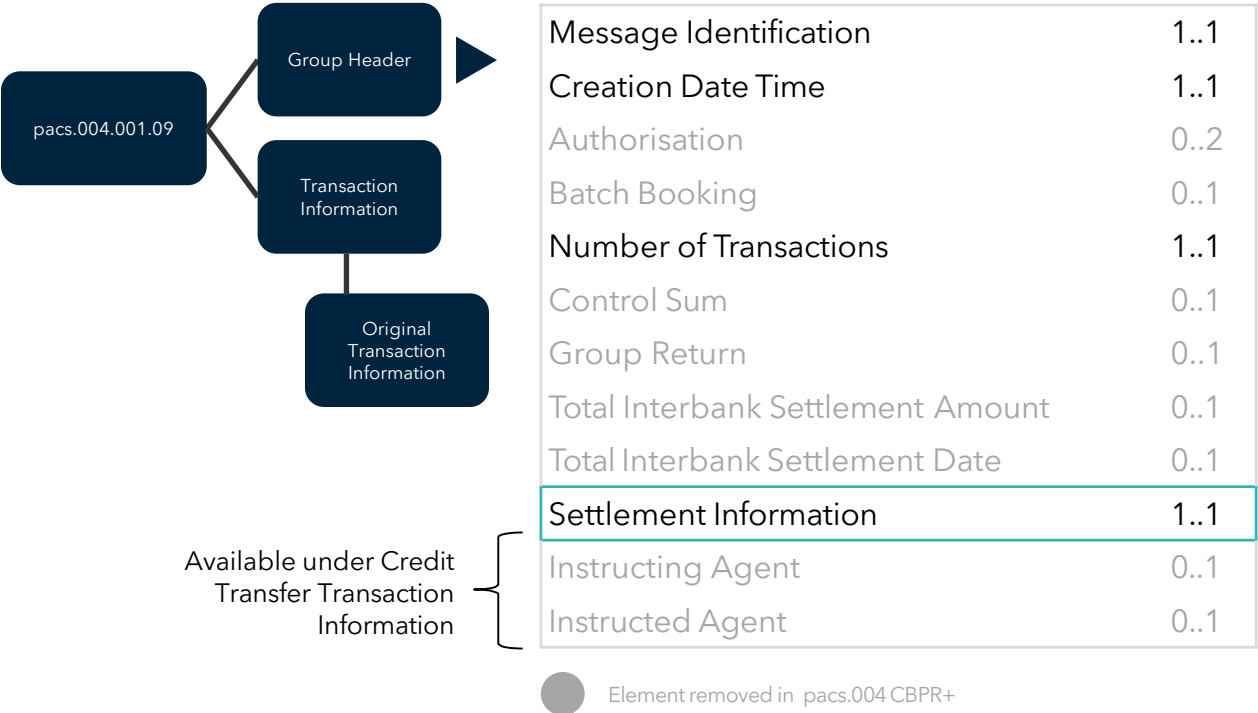 pacs.004.001.09
Group Header
Transaction
Information
Original
Transaction
Information
Message Identification 1..1
Creation Date Time 1..1
Authorisation 0..2
Batch Booking 0..1
Number of Transactions 1..1
Control Sum 0..1
Group Return 0..1
Total Interbank Settlement Amount 0..1
Total Interbank Settlement Date 0..1
Settlement Information 1..1
Instructing Agent 0..1
Instructed Agent 0..1
Available under Credit
Transfer Transaction
Information
Element removed in pacs.004 CBPR+